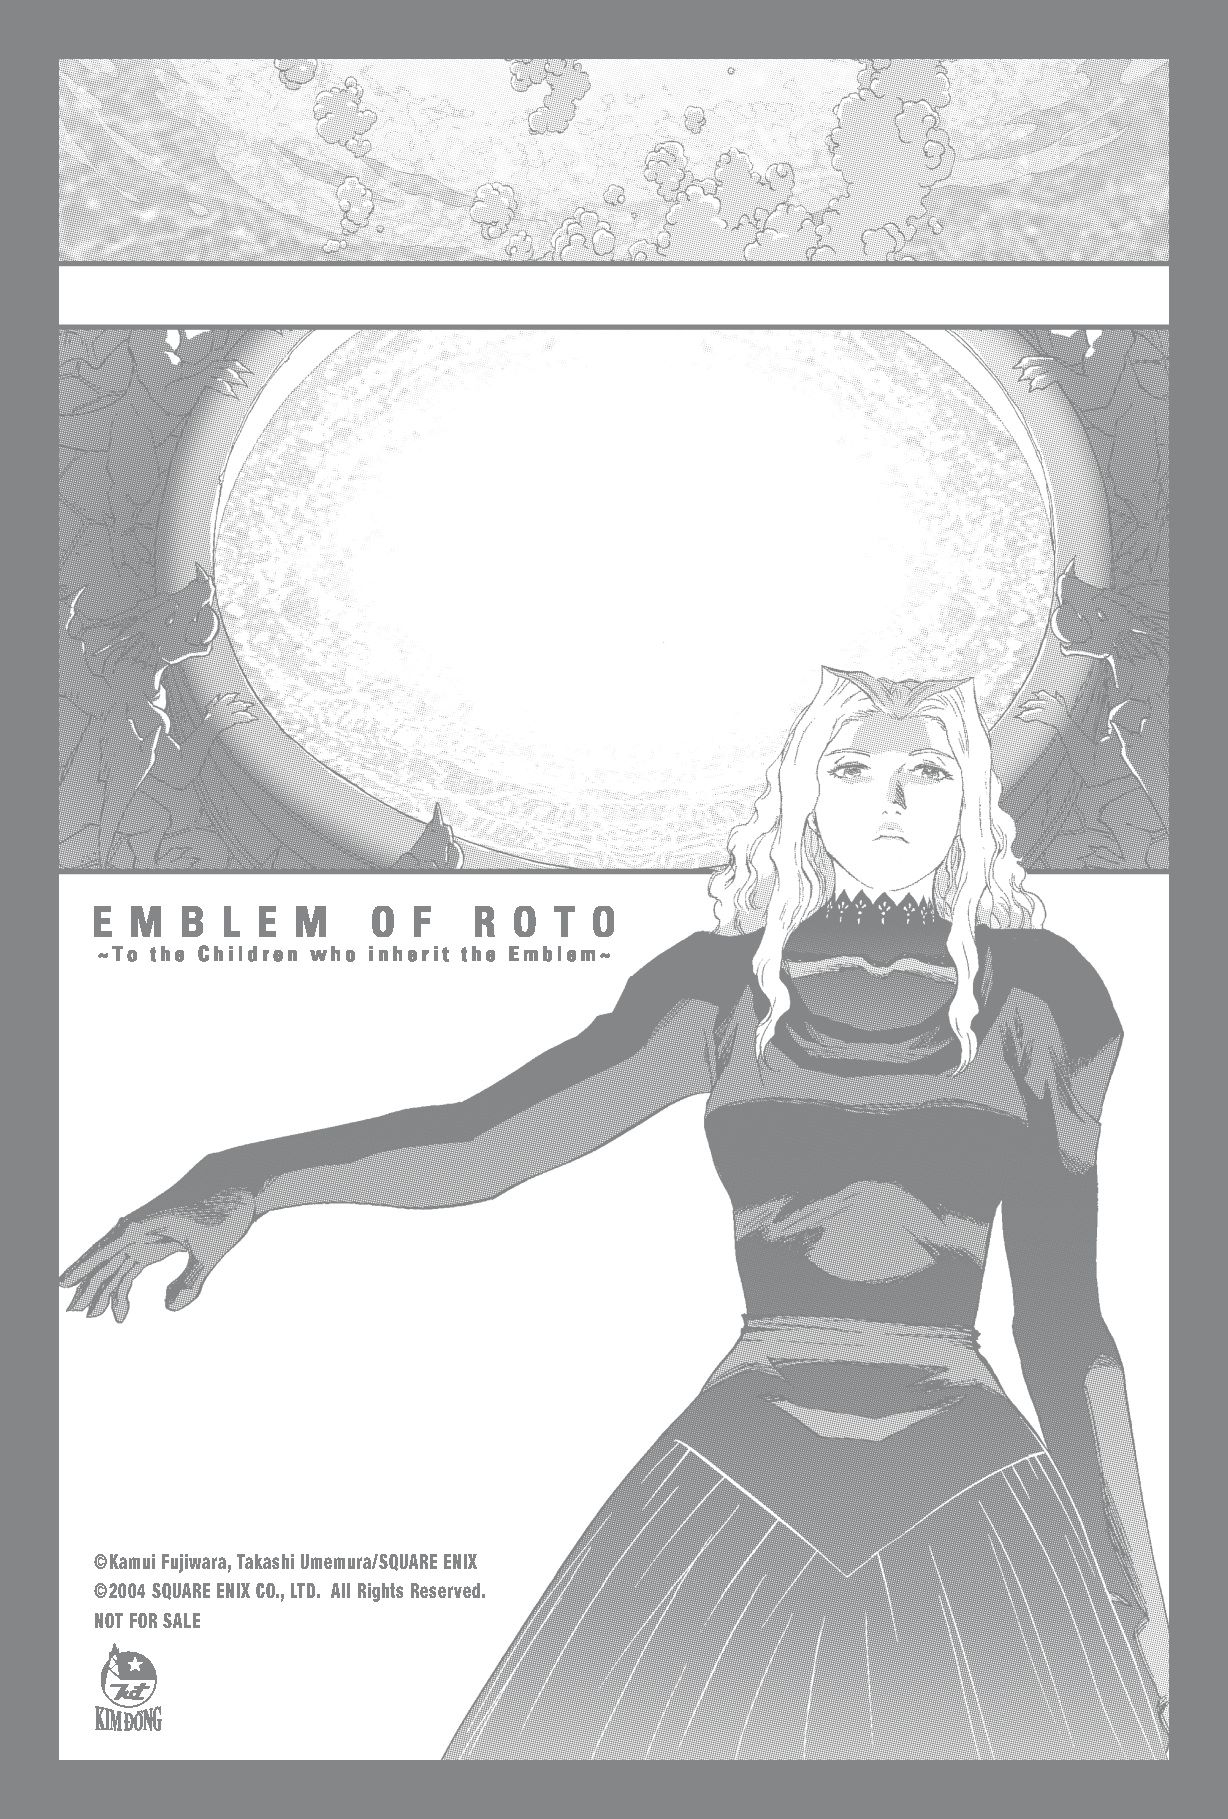 EMBLEM OF ROTO
~To the Children who inherit the Emblem~
©Kamui Fujiwara, Takashi Umemura/SQUARE ENIX
©2004 SQUARE ENIX CO., LTD. All Rights Reserved.
NOT FOR SALE
KIM ĐỒNG